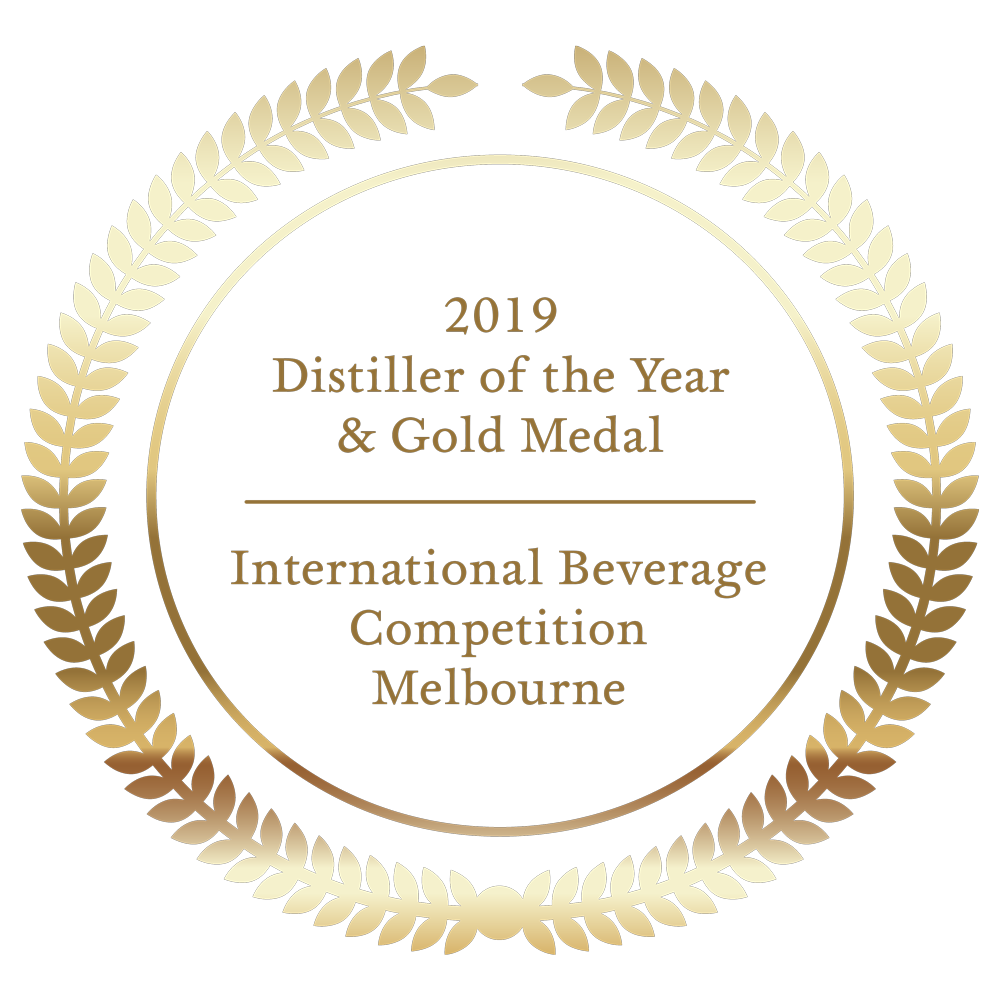 2019
Distiller of the Year
& Gold Medal
International Beverage
Competition
Melbourne